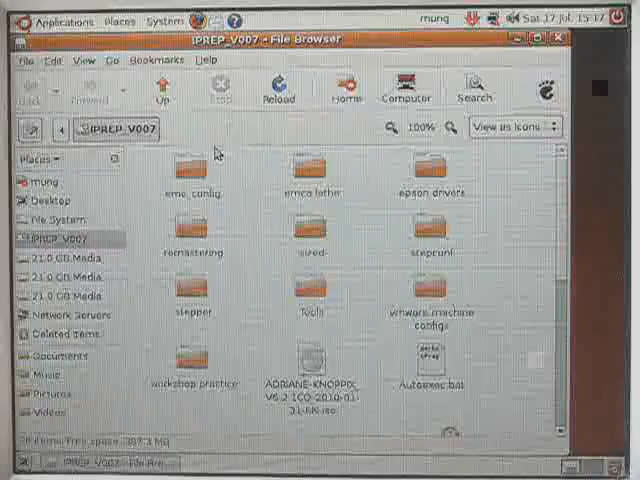 Applications Places System mung Sat 17 Jul, 15:17
IPREP_V007 - File Browser
File Edit View Go Bookmarks Help
Back Forward Up Stop Reload Home Computer Search
IPREP_V007 100% View as Icons
Places
mung
Desktop
File System
IPREP_V007
21.0 GB Media
21.0 GB Media
21.0 GB Media
Network Servers
Deleted Items
Documents
Music
Pictures
Videos
emc_config emco lathe epson drivers
remastering sized stepconf
stepper Tools vmware machine
configs
workshop practice ADRIANE-KNOPPIX_ Autoexec.bat
Free space:
IPREP_V007 - File Bro...